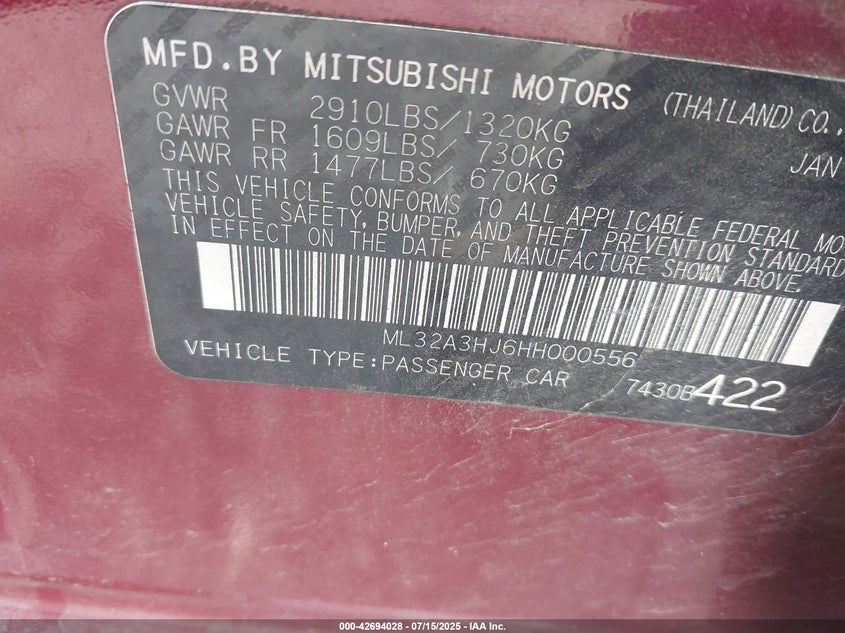 MFD.BY MITSUBISHI MOTORS (THAILAND) CO.,
GVWR 2910LBS/1320KG JAN
GAWR FR 1609LBS/ 730KG
GAWR RR 1477LBS/ 670KG
THIS VEHICLE CONFORMS TO ALL APPLICABLE FEDERAL MO
VEHICLE SAFETY, BUMPER, AND THEFT PREVENTION STANDARD
IN EFFECT ON THE DATE OF MANUFACTURE SHOWN ABOVE.
ML32A3HJ6HH000556
VEHICLE TYPE:PASSENGER CAR 7430B422
000-42694028 - 07/15/2025 - IAA Inc.